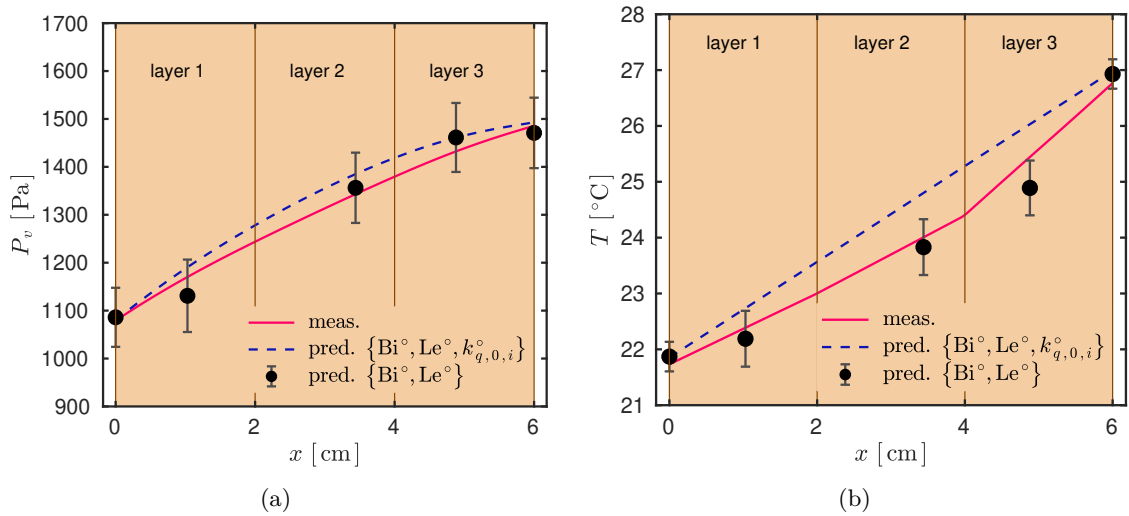 1700
1600
1500
1400
1300
1200
1100
1000
900
P_v [Pa]
layer 1
layer 2
layer 3
meas.
pred. {Bi°, Le°, k°_{q,0,i}}
pred. {Bi°, Le°}
0
2
4
6
x [cm]
(a)
28
27
26
25
24
23
22
21
T [°C]
layer 1
layer 2
layer 3
meas.
pred. {Bi°, Le°, k°_{q,0,i}}
pred. {Bi°, Le°}
0
2
4
6
x [cm]
(b)